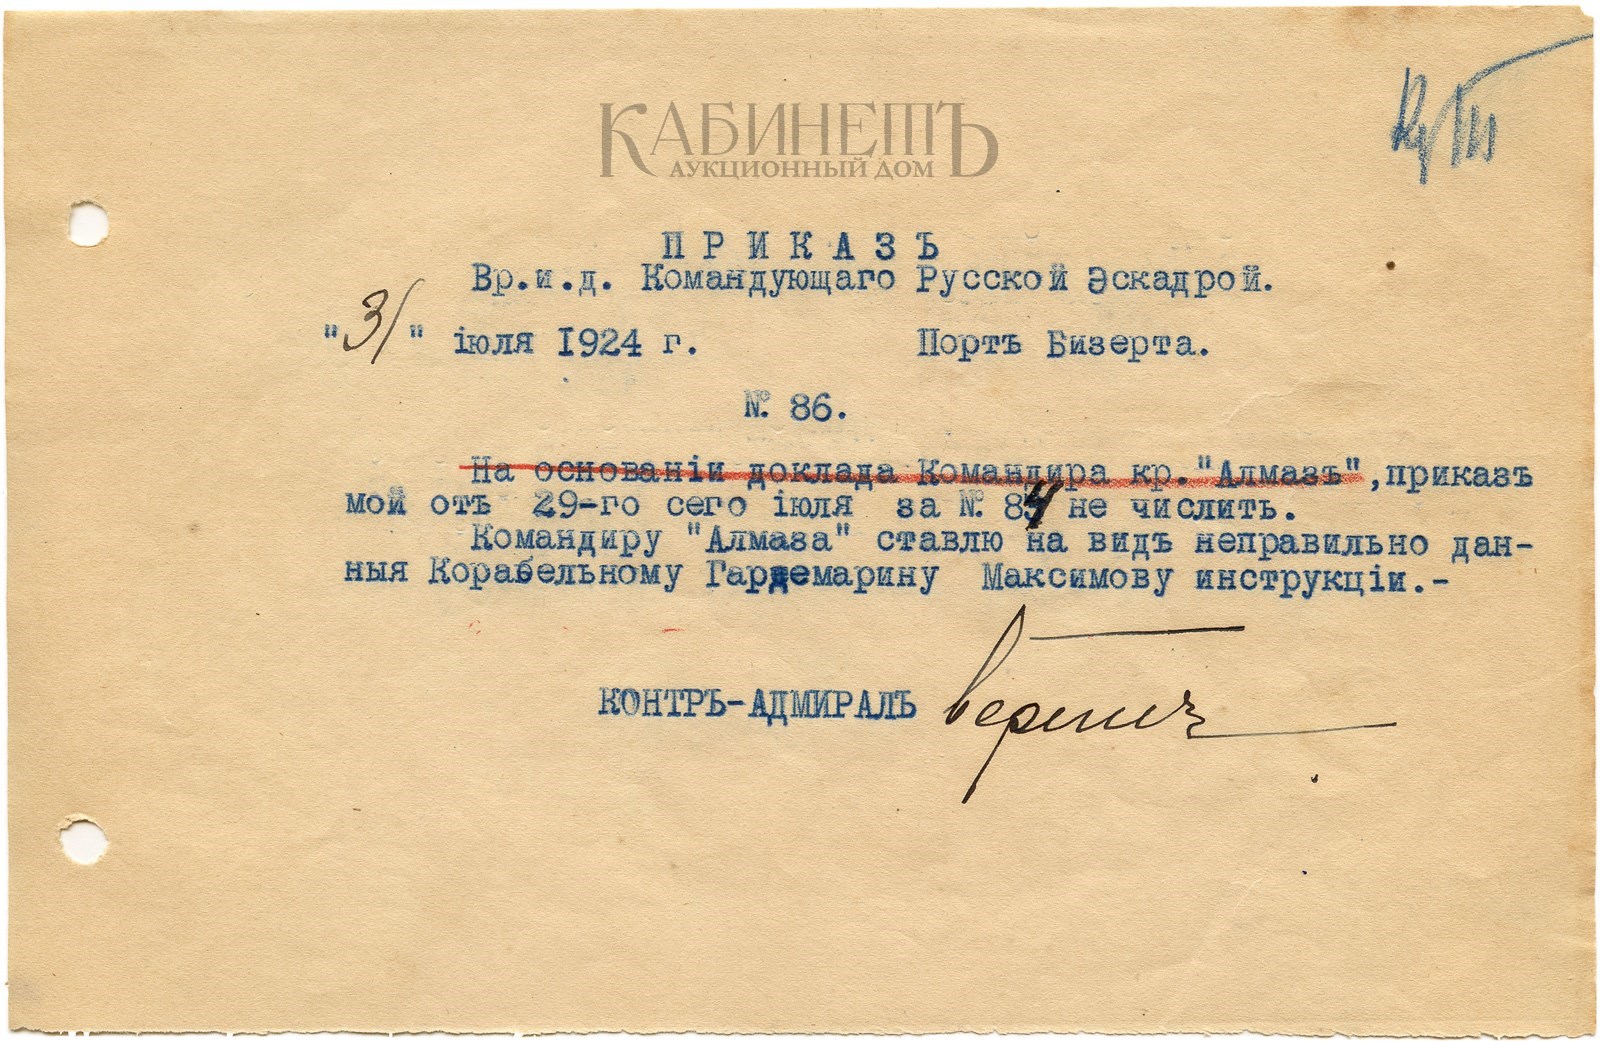 КАБИНЕТЪ
АУКЦИОННЫЙ ДОМ
ПРИКАЗЪ
Вр.и.д. Командующаго Русской Эскадрой.
"31" iюля 1924 г. Портъ Бизерта.
№. 86.
На основанiи доклада Командира кр."Алмазъ",приказъ
мой отъ 29-го сего iюля за №. 84 не числить.
Командиру "Алмаза" ставлю на видъ неправильно дан-
ныя Корабельному Гардемарину Максимову инструкцiи.-
КОНТРЪ-АДМИРАЛЪ